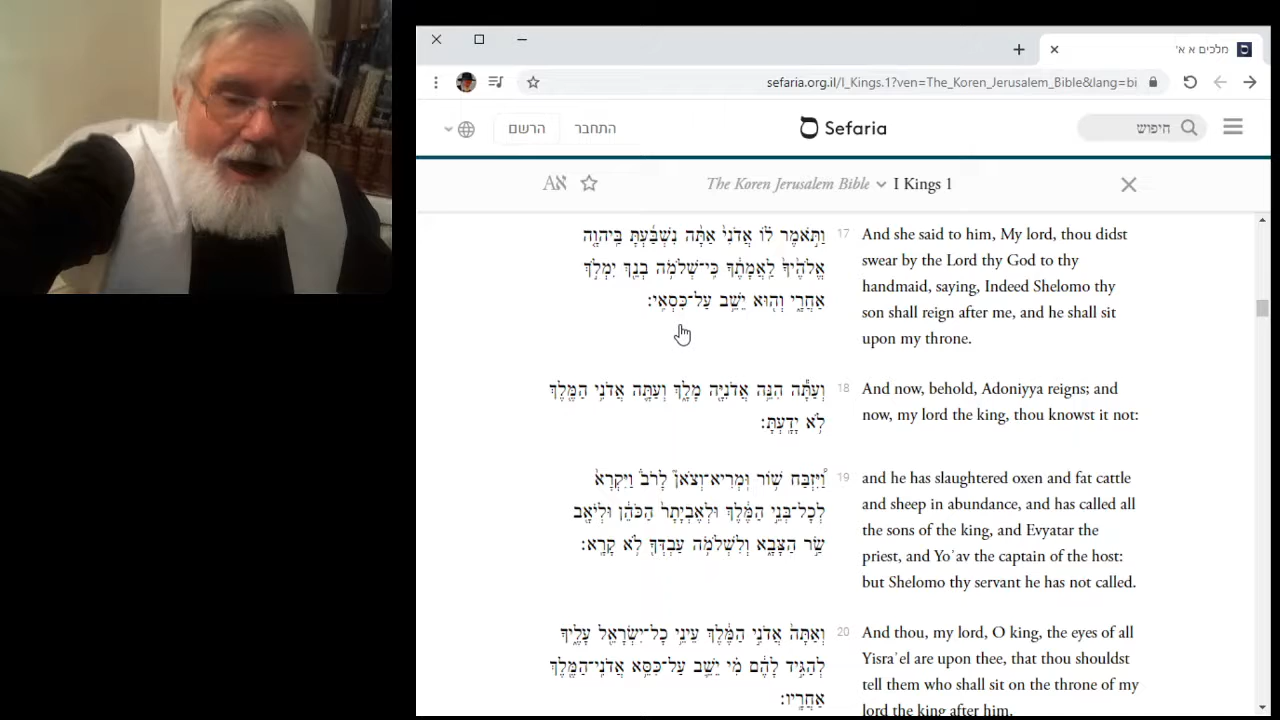 מלכים א א'
sefaria.org.il/I_Kings.1?ven=The_Koren_Jerusalem_Bible&lang=bi
הרשם
התחבר
Sefaria
חיפוש
The Koren Jerusalem Bible
I Kings 1
וַתֹּ֣אמֶר ל֗וֹ אֲדֹנִי֙ אַתָּ֨ה נִשְׁבַּ֜עְתָּ בַּֽיהוָ֤ה
אֱלֹהֶ֙יךָ֙ לַֽאֲמָתֶ֔ךָ כִּֽי־שְׁלֹמֹ֥ה בְנֵ֖ךְ יִמְלֹ֣ךְ
אַחֲרָ֑י וְה֖וּא יֵשֵׁ֥ב עַל־כִּסְאִֽי׃
17
And she said to him, My lord, thou didst
swear by the Lord thy God to thy
handmaid, saying, Indeed Shelomo thy
son shall reign after me, and he shall sit
upon my throne.
וְעַתָּ֕ה הִנֵּ֥ה אֲדֹנִיָּ֖ה מָלָ֑ךְ וְעַתָּ֛ה אֲדֹנִ֥י הַמֶּ֖לֶךְ
לֹ֥א יָדָֽעְתָּ׃
18
And now, behold, Adoniyya reigns; and
now, my lord the king, thou knowst it not:
וַ֠יִּזְבַּח שׁ֥וֹר וּֽמְרִיא־וְצֹאן֮ לָרֹב֒ וַיִּקְרָא֙
לְכָל־בְּנֵ֣י הַמֶּ֔לֶךְ וּלְאֶבְיָתָר֙ הַכֹּהֵ֔ן וּלְיֹאָ֖ב
שַׂ֣ר הַצָּבָ֑א וְלִשְׁלֹמֹ֥ה עַבְדְּךָ֖ לֹ֥א קָרָֽא׃
19
and he has slaughtered oxen and fat cattle
and sheep in abundance, and has called all
the sons of the king, and Evyatar the
priest, and Yo᾽av the captain of the host:
but Shelomo thy servant he has not called.
וְאַתָּה֙ אֲדֹנִ֣י הַמֶּ֔לֶךְ עֵינֵ֥י כָל־יִשְׂרָאֵ֖ל עָלֶ֑יךָ
לְהַגִּ֣יד לָהֶ֔ם מִ֗י יֵשֵׁ֛ב עַל־כִּסֵּ֥א אֲדֹנִֽי־הַמֶּ֖לֶךְ
אַחֲרָֽיו׃
20
And thou, my lord, O king, the eyes of all
Yisra᾽el are upon thee, that thou shouldst
tell them who shall sit on the throne of my
lord the king after him.